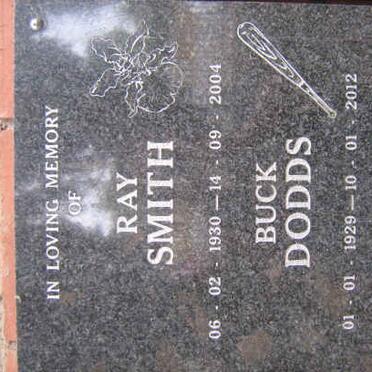 IN LOVING MEMORY
OF
RAY
SMITH
06 - 02 - 1930 — 14 - 09 - 2004
BUCK
DODDS
01 - 01 - 1929 — 10 - 01 - 2012